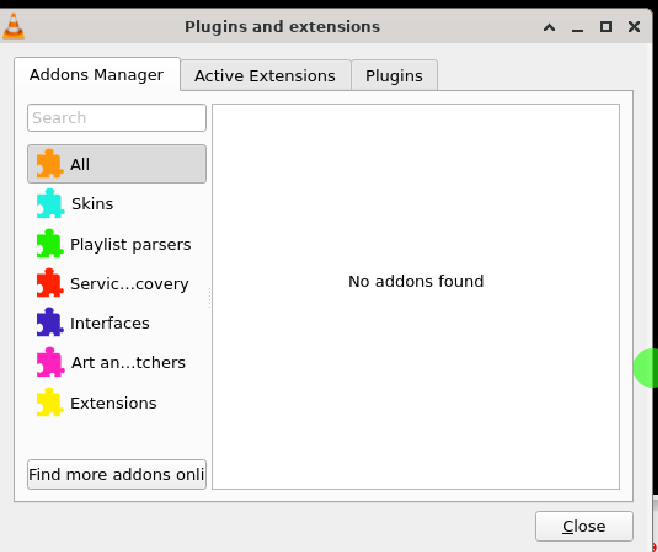 Plugins and extensions
Addons Manager
Active Extensions
Plugins
Search
All
Skins
Playlist parsers
Servic...covery
Interfaces
Art an...tchers
Extensions
No addons found
Find more addons onli
Close